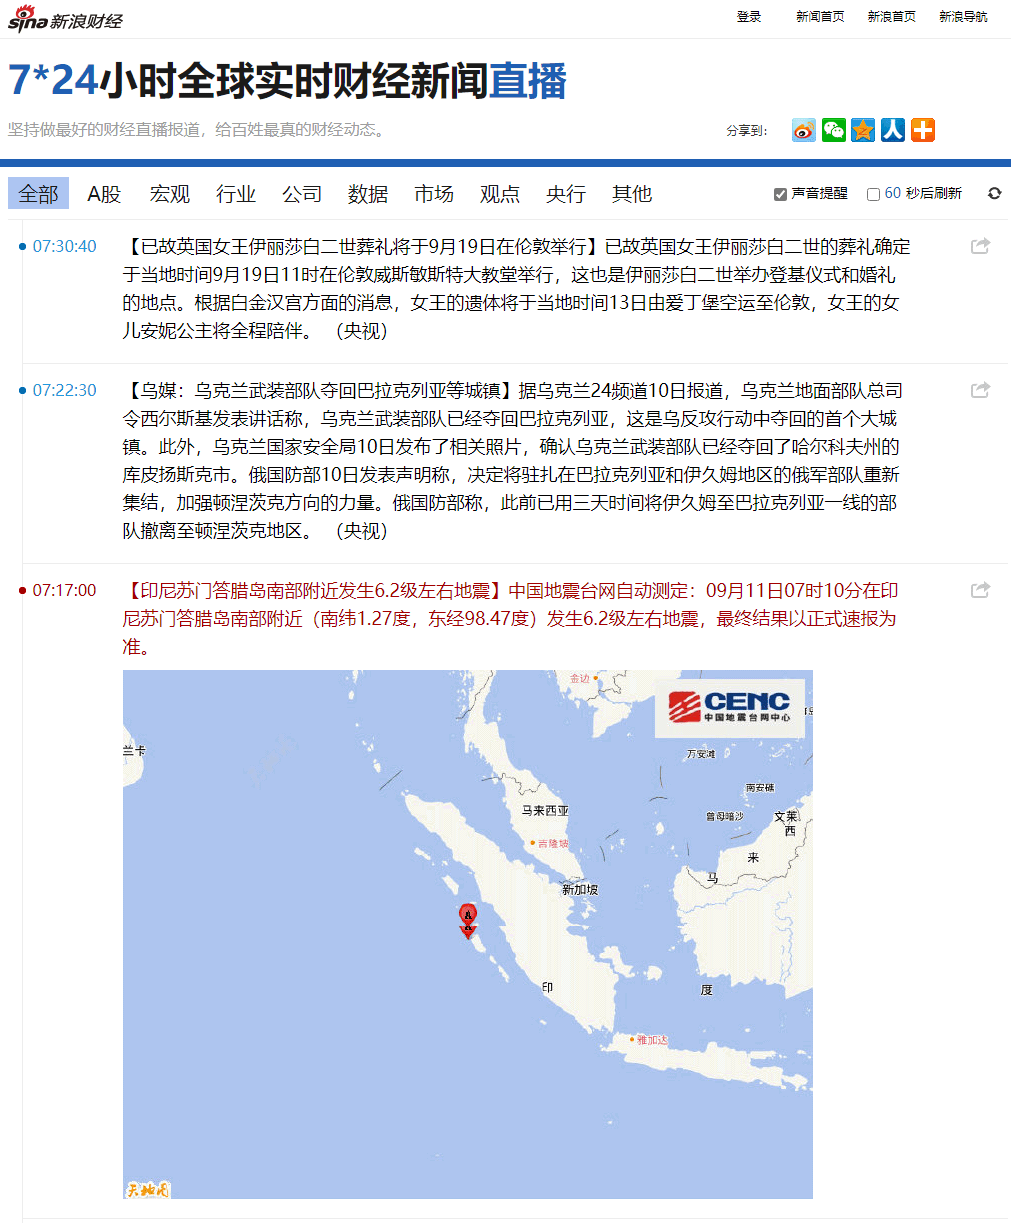 sina 新浪财经
登录 新闻首页 新浪首页 新浪导航
7*24小时全球实时财经新闻直播
坚持做最好的财经直播报道，给百姓最真的财经动态。
分享到：
全部 A股 宏观 行业 公司 数据 市场 观点 央行 其他
声音提醒 60 秒后刷新
07:30:40
【已故英国女王伊丽莎白二世葬礼将于9月19日在伦敦举行】已故英国女王伊丽莎白二世的葬礼确定
于当地时间9月19日11时在伦敦威斯敏斯特大教堂举行，这也是伊丽莎白二世举办登基仪式和婚礼
的地点。根据白金汉宫方面的消息，女王的遗体将于当地时间13日由爱丁堡空运至伦敦，女王的女
儿安妮公主将全程陪伴。 （央视）
07:22:30
【乌媒：乌克兰武装部队夺回巴拉克列亚等城镇】据乌克兰24频道10日报道，乌克兰地面部队总司
令西尔斯基发表讲话称，乌克兰武装部队已经夺回巴拉克列亚，这是乌反攻行动中夺回的首个大城
镇。此外，乌克兰国家安全局10日发布了相关照片，确认乌克兰武装部队已经夺回了哈尔科夫州的
库皮扬斯克市。俄国防部10日发表声明称，决定将驻扎在巴拉克列亚和伊久姆地区的俄军部队重新
集结，加强顿涅茨克方向的力量。俄国防部称，此前已用三天时间将伊久姆至巴拉克列亚一线的部
队撤离至顿涅茨克地区。 （央视）
07:17:00
【印尼苏门答腊岛南部附近发生6.2级左右地震】中国地震台网自动测定：09月11日07时10分在印
尼苏门答腊岛南部附近（南纬1.27度，东经98.47度）发生6.2级左右地震，最终结果以正式速报为
准。
金边
CENC
中国地震台网中心
兰卡
万安滩
南安礁
马来西亚
曾母暗沙
文莱
西
吉隆坡
来
马
新加坡
印
度
雅加达
天地图